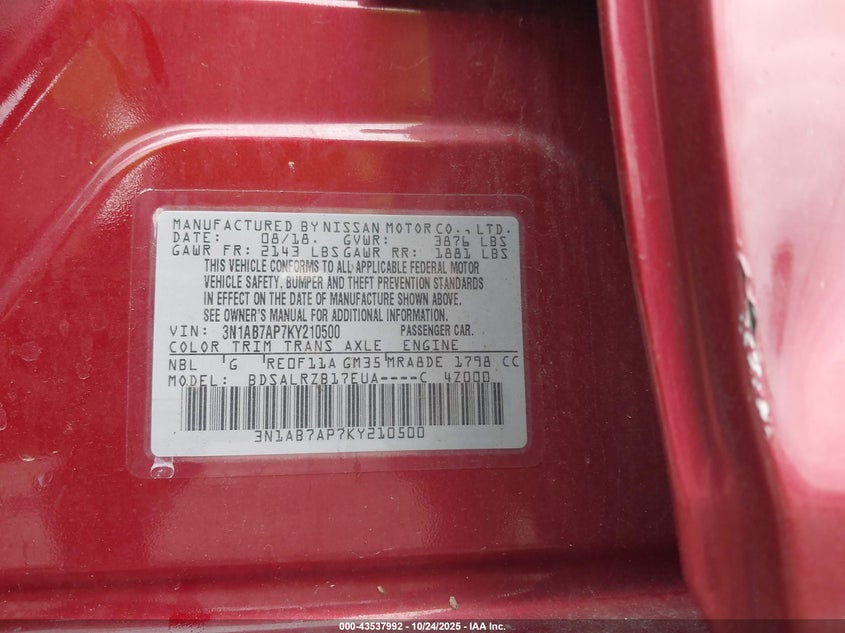 MANUFACTURED BY NISSAN MOTOR CO., LTD.
DATE: 08/18. GVWR: 3876 LBS
GAWR FR: 2143 LBS GAWR RR: 1881 LBS
THIS VEHICLE CONFORMS TO ALL APPLICABLE FEDERAL MOTOR
VEHICLE SAFETY, BUMPER AND THEFT PREVENTION STANDARDS
IN EFFECT ON THE DATE OF MANUFACTURE SHOWN ABOVE.
SEE OWNER'S MANUAL FOR ADDITIONAL INFORMATION.
VIN: 3N1AB7AP7KY210500 PASSENGER CAR.
COLOR TRIM TRANS AXLE ENGINE
NBL G RE0F11A GM35 MRA8DE 1798 CC
MODEL: BDSALRZB17EUA----C 4Z000
3N1AB7AP7KY210500
000-43537992 - 10/24/2025 - © IAA Inc.